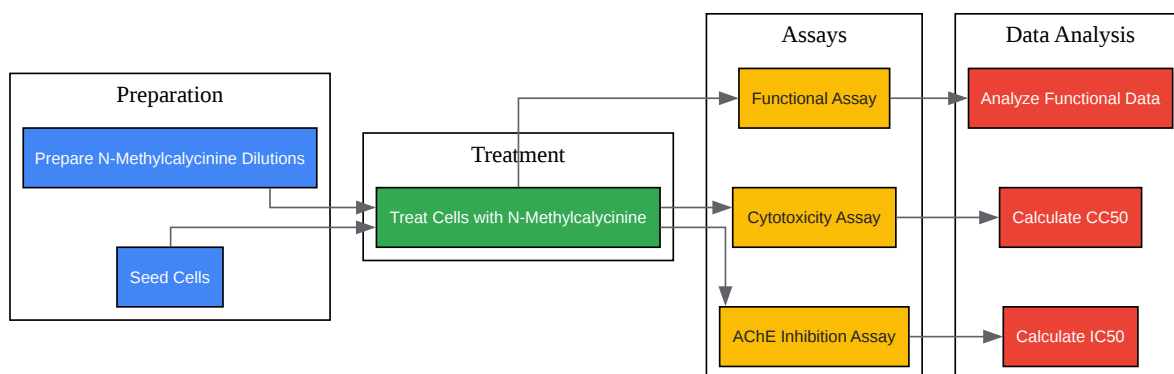 Preparation
Prepare N-Methylcalycinine Dilutions
Seed Cells
Treatment
Treat Cells with N-Methylcalycinine
Assays
Functional Assay
Cytotoxicity Assay
AChE Inhibition Assay
Data Analysis
Analyze Functional Data
Calculate CC50
Calculate IC50